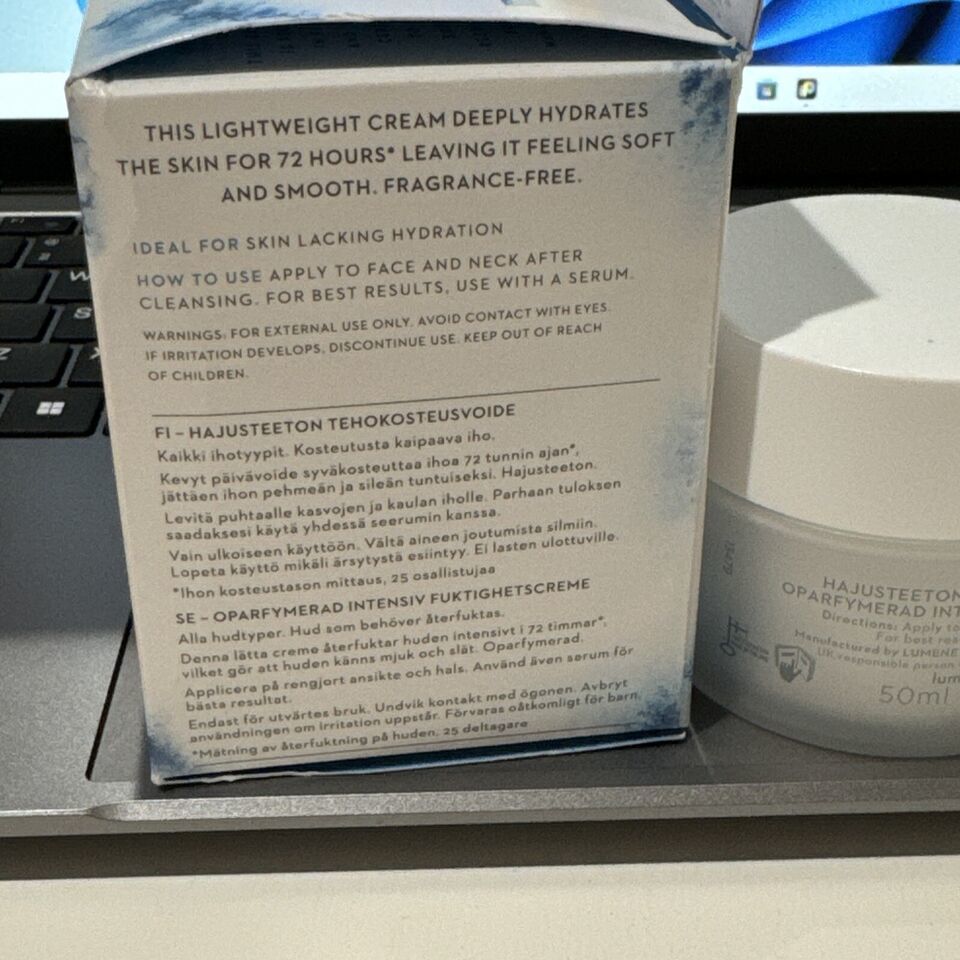 THIS LIGHTWEIGHT CREAM DEEPLY HYDRATES
THE SKIN FOR 72 HOURS* LEAVING IT FEELING SOFT
AND SMOOTH. FRAGRANCE-FREE.
IDEAL FOR SKIN LACKING HYDRATION
HOW TO USE APPLY TO FACE AND NECK AFTER
CLEANSING. FOR BEST RESULTS, USE WITH A SERUM.
WARNINGS: FOR EXTERNAL USE ONLY. AVOID CONTACT WITH EYES.
IF IRRITATION DEVELOPS, DISCONTINUE USE. KEEP OUT OF REACH
OF CHILDREN.
FI – HAJUSTEETON TEHOKOSTEUSVOIDE
Kaikki ihotyypit. Kosteutusta kaipaava iho.
Kevyt päivävoide syväkosteuttaa ihoa 72 tunnin ajan*,
jättäen ihon pehmeän ja sileän tuntuiseksi. Hajusteeton.
Levitä puhtaalle kasvojen ja kaulan iholle. Parhaan tuloksen
saadaksesi käytä yhdessä seerumin kanssa.
Vain ulkoiseen käyttöön. Vältä aineen joutumista silmiin.
Lopeta käyttö mikäli ärsytystä esiintyy. Ei lasten ulottuville.
*Ihon kosteustason mittaus, 25 osallistujaa
SE – OPARFYMERAD INTENSIV FUKTIGHETSCREME
Alla hudtyper. Hud som behöver återfuktas.
Denna lätta creme återfuktar huden intensivt i 72 timmar*,
vilket gör att huden känns mjuk och slät. Oparfymerad.
Applicera på rengjort ansikte och hals. Använd även serum för
bästa resultat.
Endast för utvärtes bruk. Undvik kontakt med ögonen. Avbryt
användningen om irritation uppstår. Förvaras oåtkomligt för barn.
*Mätning av återfuktning på huden, 25 deltagare
HAJUSTEETON
OPARFYMERAD INT
Directions: Apply to
For best res
Manufactured by LUMENE
UK responsible person
lum
50ml